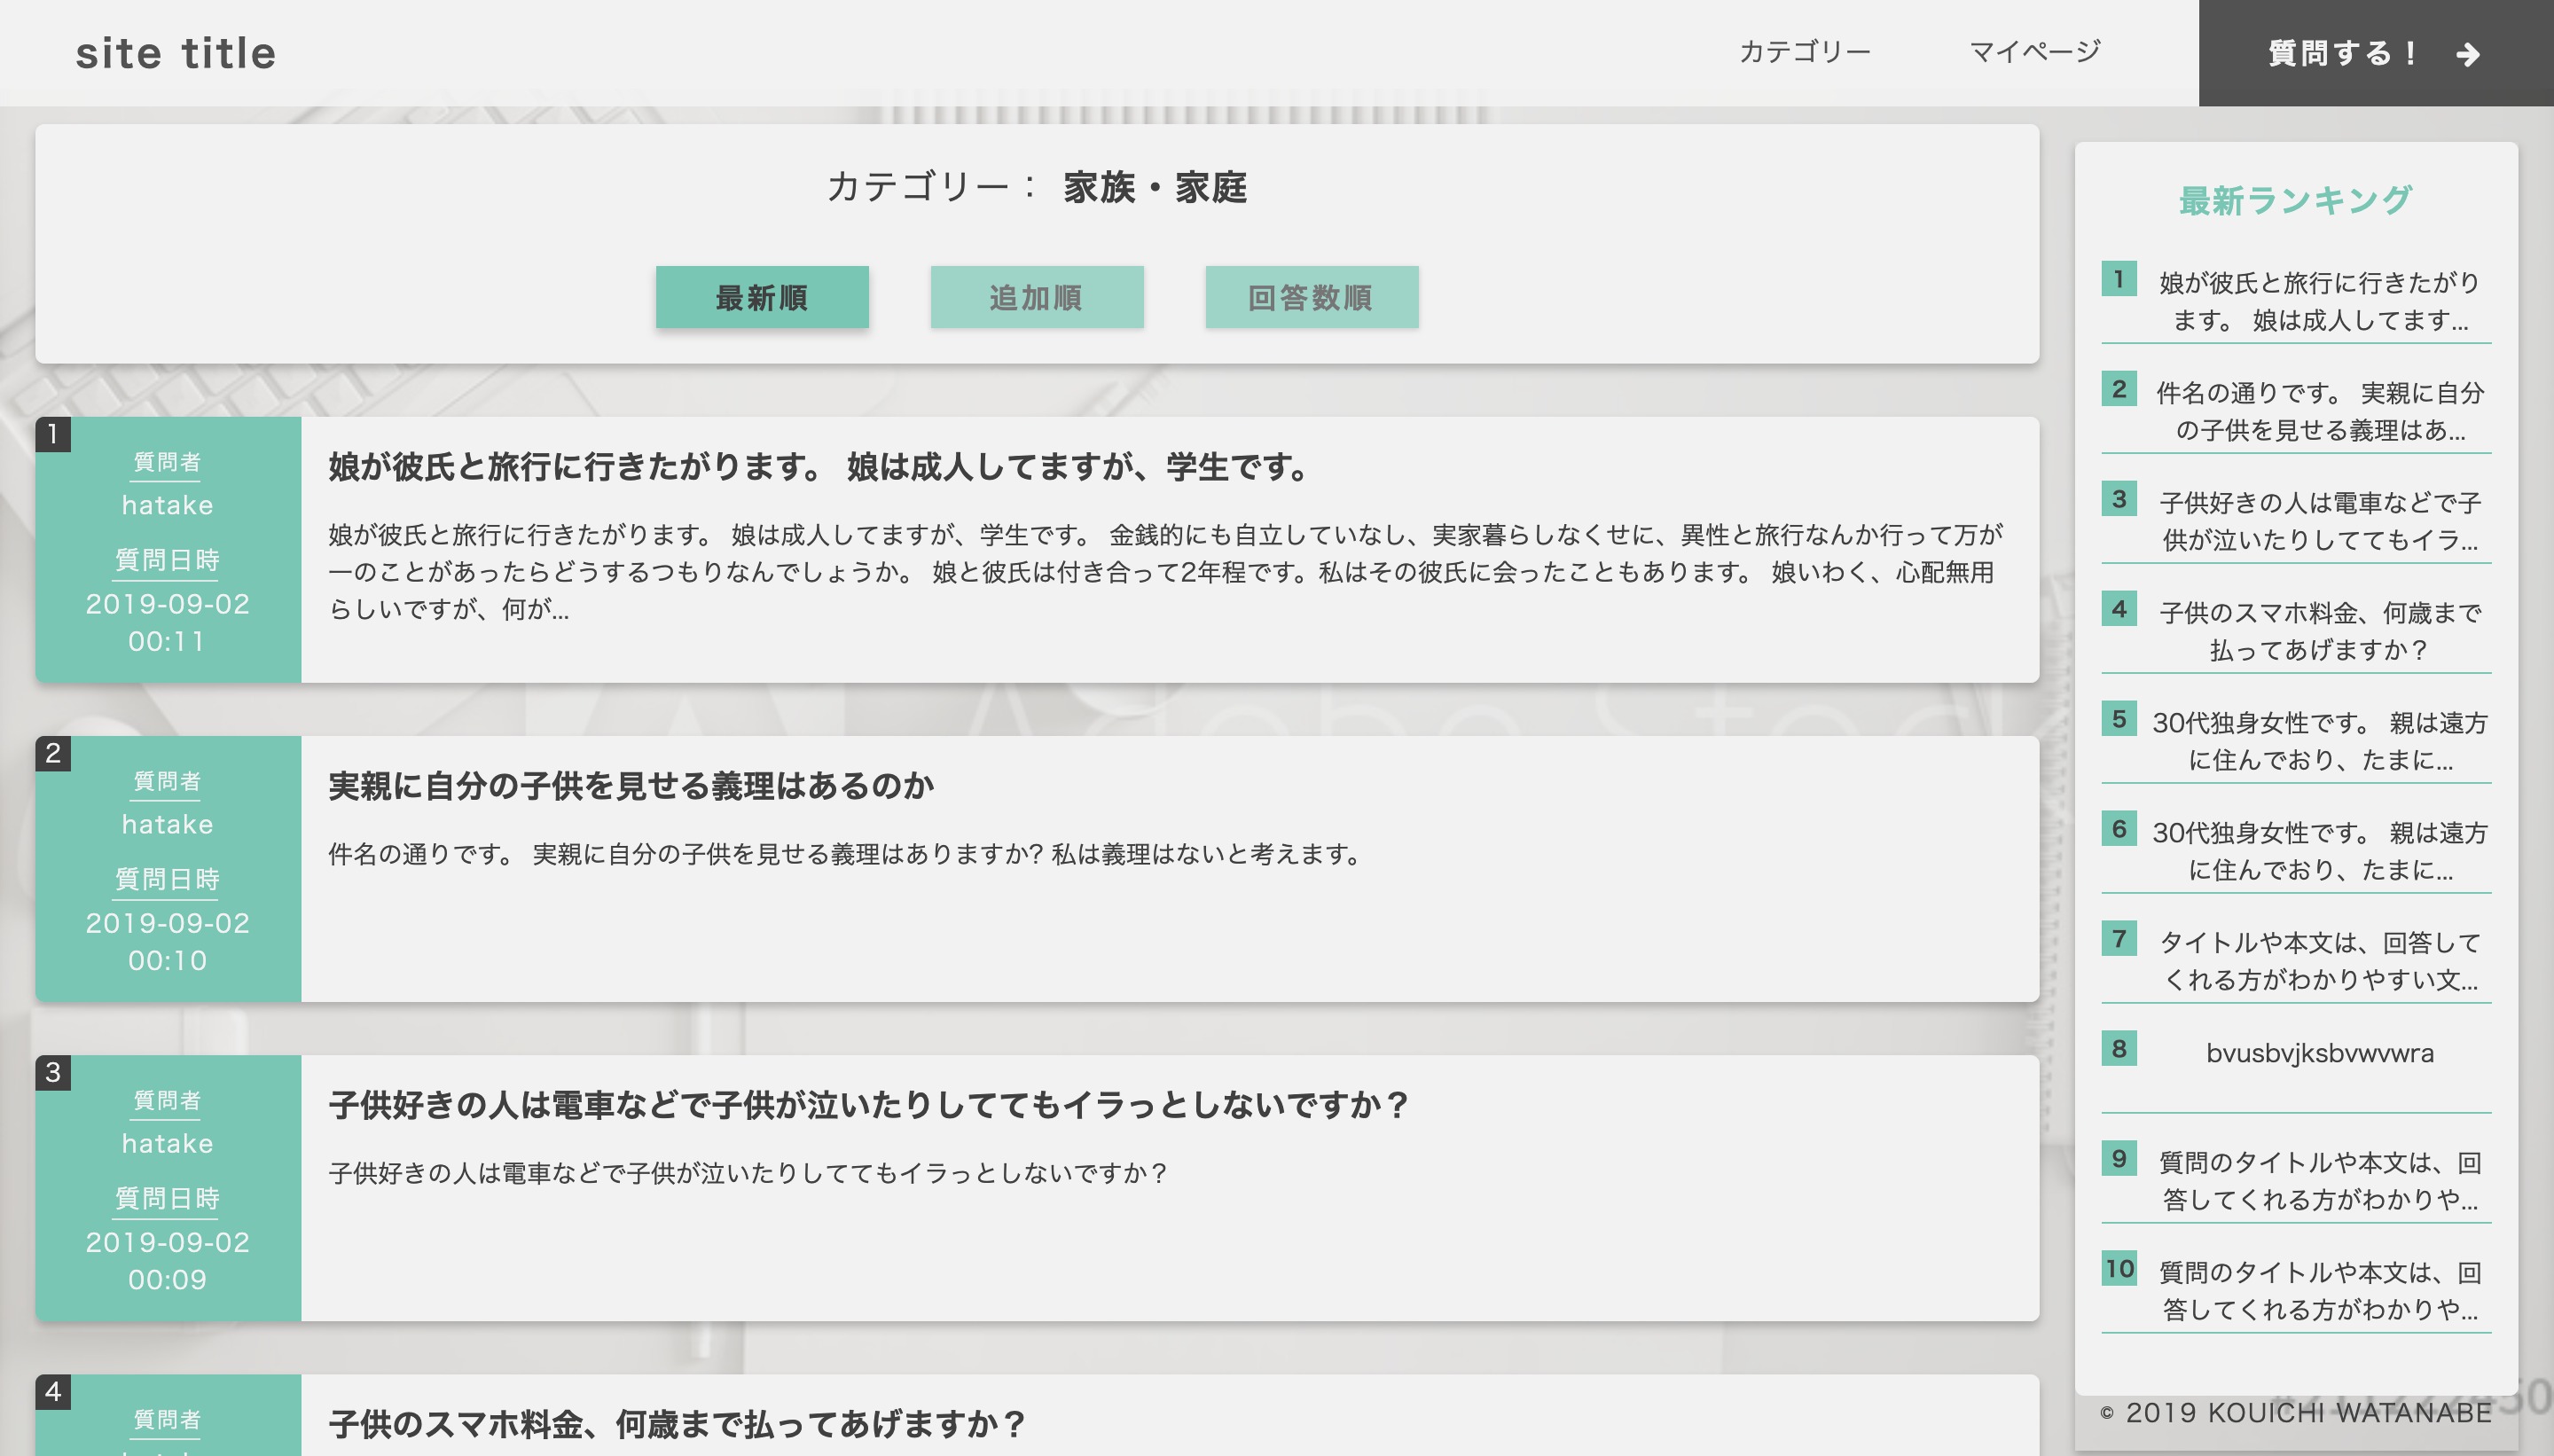 site title
カテゴリー
マイページ
質問する！
カテゴリー： 家族・家庭
最新順
追加順
回答数順
1
質問者
hatake
質問日時
2019-09-02
00:11
娘が彼氏と旅行に行きたがります。 娘は成人してますが、学生です。
娘が彼氏と旅行に行きたがります。 娘は成人してますが、学生です。 金銭的にも自立していなし、実家暮らしなくせに、異性と旅行なんか行って万が
一のことがあったらどうするつもりなんでしょうか。 娘と彼氏は付き合って2年程です。私はその彼氏に会ったこともあります。 娘いわく、心配無用
らしいですが、何が...
2
質問者
hatake
質問日時
2019-09-02
00:10
実親に自分の子供を見せる義理はあるのか
件名の通りです。 実親に自分の子供を見せる義理はありますか? 私は義理はないと考えます。
3
質問者
hatake
質問日時
2019-09-02
00:09
子供好きの人は電車などで子供が泣いたりしててもイラっとしないですか？
子供好きの人は電車などで子供が泣いたりしててもイラっとしないですか？
4
質問者
子供のスマホ料金、何歳まで払ってあげますか？
最新ランキング
1
娘が彼氏と旅行に行きたがり
ます。 娘は成人してます...
2
件名の通りです。 実親に自分
の子供を見せる義理はあ...
3
子供好きの人は電車などで子
供が泣いたりしててもイラ...
4
子供のスマホ料金、何歳まで
払ってあげますか？
5
30代独身女性です。 親は遠方
に住んでおり、たまに...
6
30代独身女性です。 親は遠方
に住んでおり、たまに...
7
タイトルや本文は、回答して
くれる方がわかりやすい文...
8
bvusbvjksbvwvwra
9
質問のタイトルや本文は、回
答してくれる方がわかりや...
10
質問のタイトルや本文は、回
答してくれる方がわかりや...
© 2019 KOUICHI WATANABE